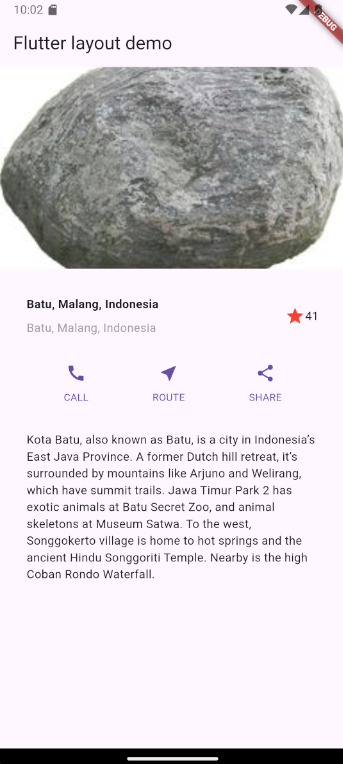 10:02
DEBUG
Flutter layout demo
Batu, Malang, Indonesia
Batu, Malang, Indonesia
41
CALL ROUTE SHARE
Kota Batu, also known as Batu, is a city in Indonesia's
East Java Province. A former Dutch hill retreat, it's
surrounded by mountains like Arjuno and Welirang,
which have summit trails. Jawa Timur Park 2 has
exotic animals at Batu Secret Zoo, and animal
skeletons at Museum Satwa. To the west,
Songgokerto village is home to hot springs and the
ancient Hindu Songgoriti Temple. Nearby is the high
Coban Rondo Waterfall.